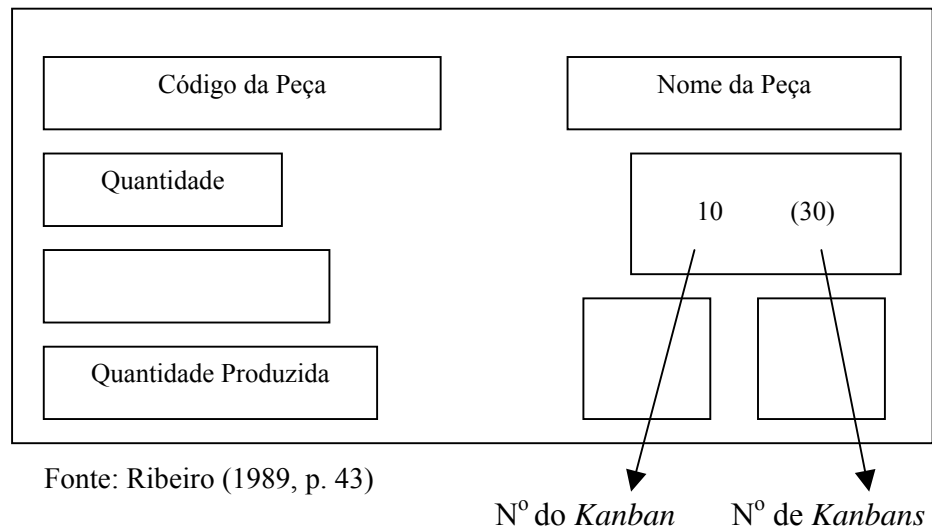 Código da Peça
Nome da Peça
Quantidade
10 (30)
Quantidade Produzida
Fonte: Ribeiro (1989, p. 43)
Nº do Kanban Nº de Kanbans